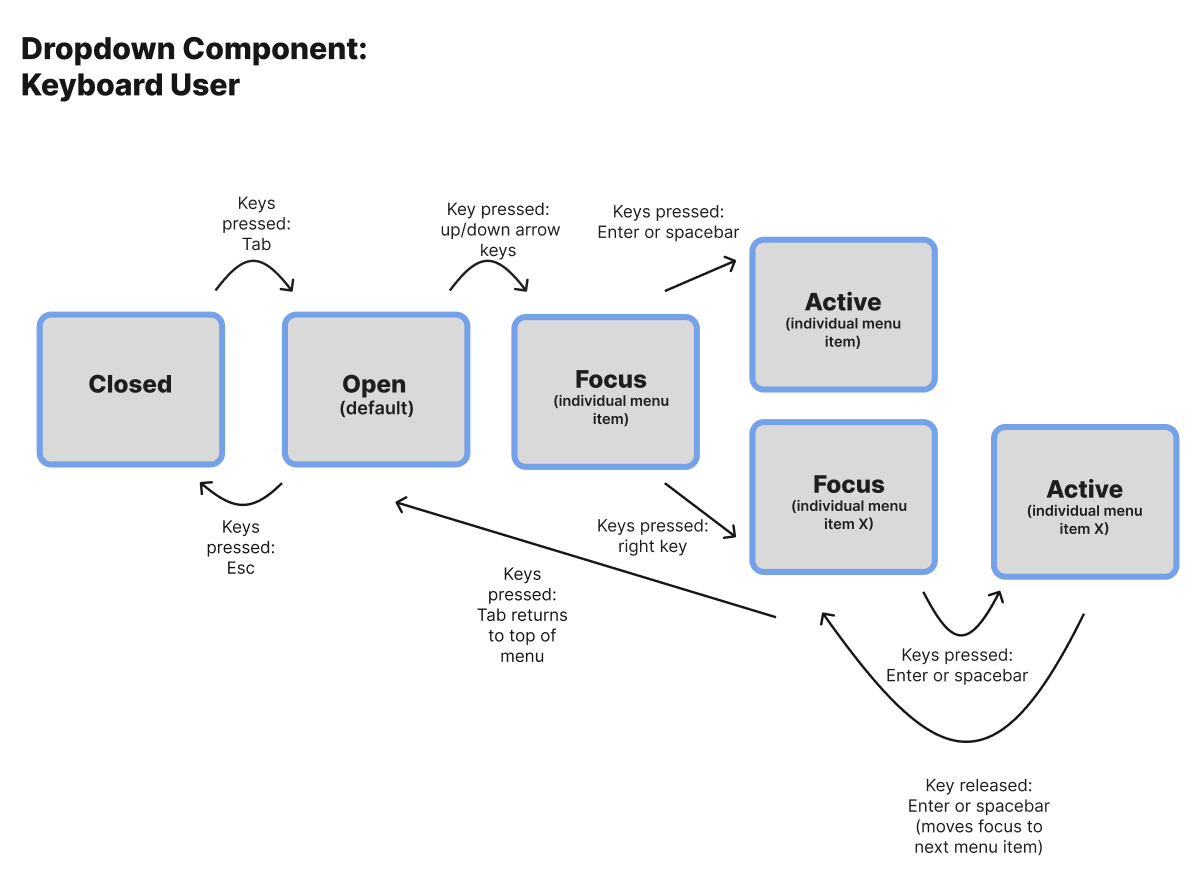 Dropdown Component:
Keyboard User
Keys
pressed:
Tab
Key pressed:
up/down arrow
keys
Keys pressed:
Enter or spacebar
Closed
Open
(default)
Focus
(individual menu
item)
Active
(individual menu
item)
Focus
(individual menu
item X)
Active
(individual menu
item X)
Keys
pressed:
Esc
Keys pressed:
right key
Keys
pressed:
Tab returns
to top of
menu
Keys pressed:
Enter or spacebar
Key released:
Enter or spacebar
(moves focus to
next menu item)